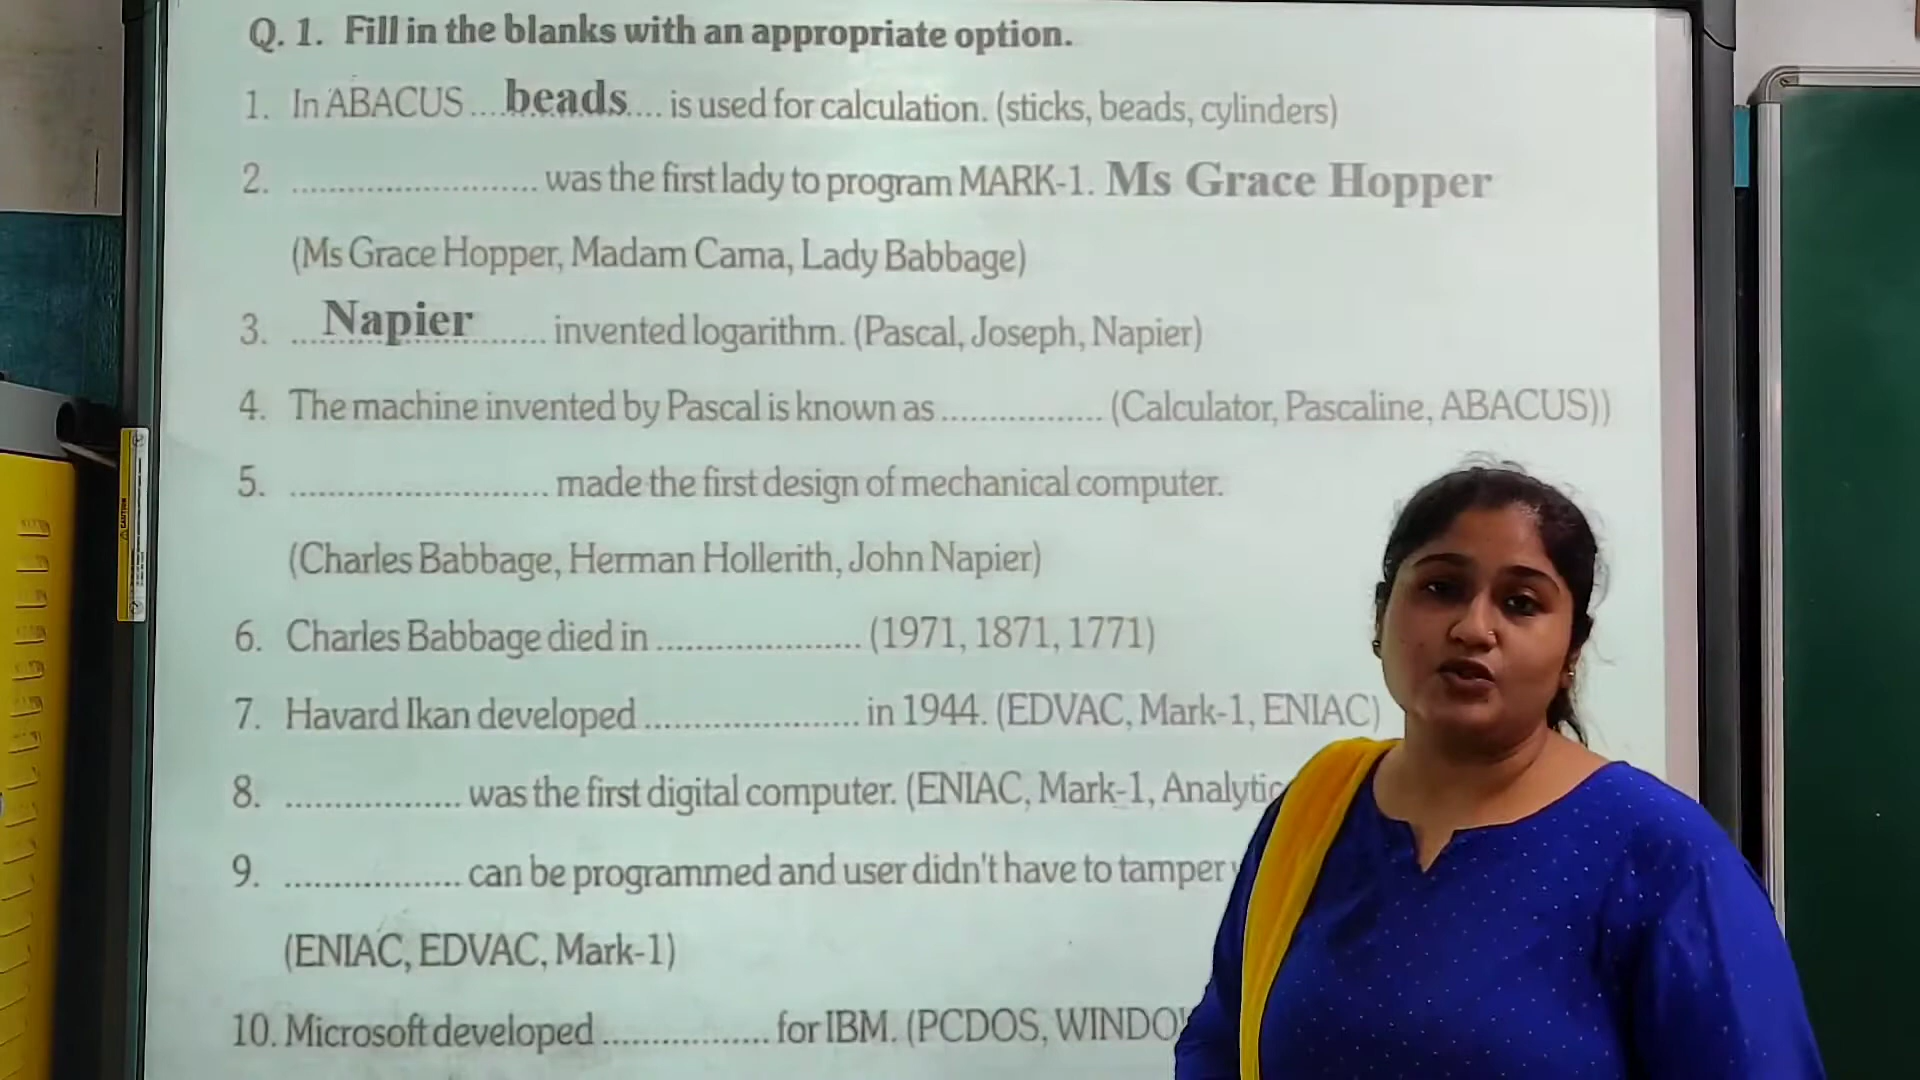 Q. 1. Fill in the blanks with an appropriate option.
1. In ABACUS ....beads.... is used for calculation. (sticks, beads, cylinders)
2. ........................... was the first lady to program MARK-1. Ms Grace Hopper
(Ms Grace Hopper, Madam Cama, Lady Babbage)
3. ...Napier........ invented logarithm. (Pascal, Joseph, Napier)
4. The machine invented by Pascal is known as ................. (Calculator, Pascaline, ABACUS))
5. ............................ made the first design of mechanical computer.
(Charles Babbage, Herman Hollerith, John Napier)
6. Charles Babbage died in ...................... (1971, 1871, 1771)
7. Havard Ikan developed ....................... in 1944. (EDVAC, Mark-1, ENIAC)
8. ................... was the first digital computer. (ENIAC, Mark-1, Analytic
9. ................... can be programmed and user didn't have to tamper
(ENIAC, EDVAC, Mark-1)
10. Microsoft developed .................. for IBM. (PCDOS, WINDO
CAUTION